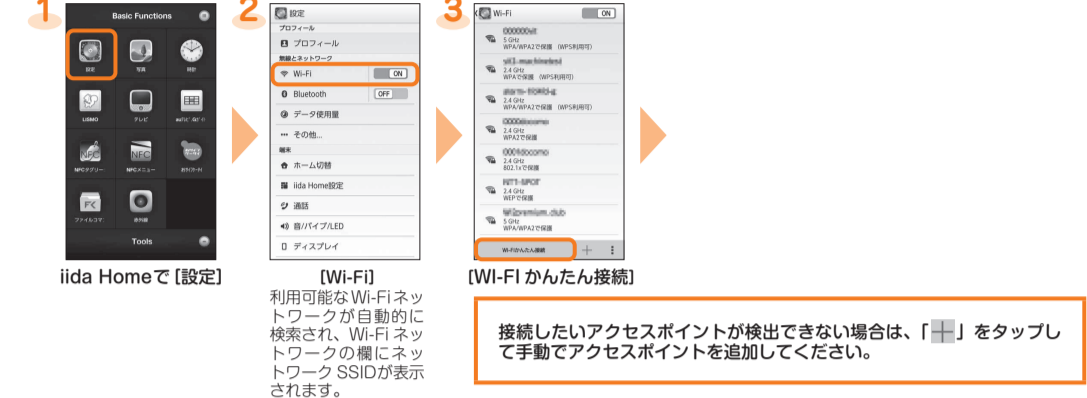 1
Basic Functions
設定
写真
時計
LISMO
テレビ
NFCタグリーダ
NFCメニュー
赤外線
Tools
iida Homeで [設定]
2
設定
プロフィール
プロフィール
無線とネットワーク
Wi-Fi
ON
Bluetooth
OFF
データ使用量
… その他...
端末
ホーム切替
iida Home設定
通話
音/バイブ/LED
ディスプレイ
[Wi-Fi]
利用可能な Wi-Fi ネッ
トワークが自動的に
検索され、Wi-Fi ネッ
トワークの欄にネッ
トワーク SSIDが表示
されます。
3
Wi-Fi
ON
5 GHz
WPA/WPA2で保護 (WPS利用可)
2.4 GHz
WPAで保護 (WPS利用可)
2.4 GHz
WPA/WPA2で保護 (WPS利用可)
2.4 GHz
WPA2で保護
2.4 GHz
802.1xで保護
2.4 GHz
WEPで保護
5 GHz
WPA/WPA2で保護
WI-FIかんたん接続
[WI-FI かんたん接続]
接続したいアクセスポイントが検出できない場合は、「+」をタップし
て手動でアクセスポイントを追加してください。